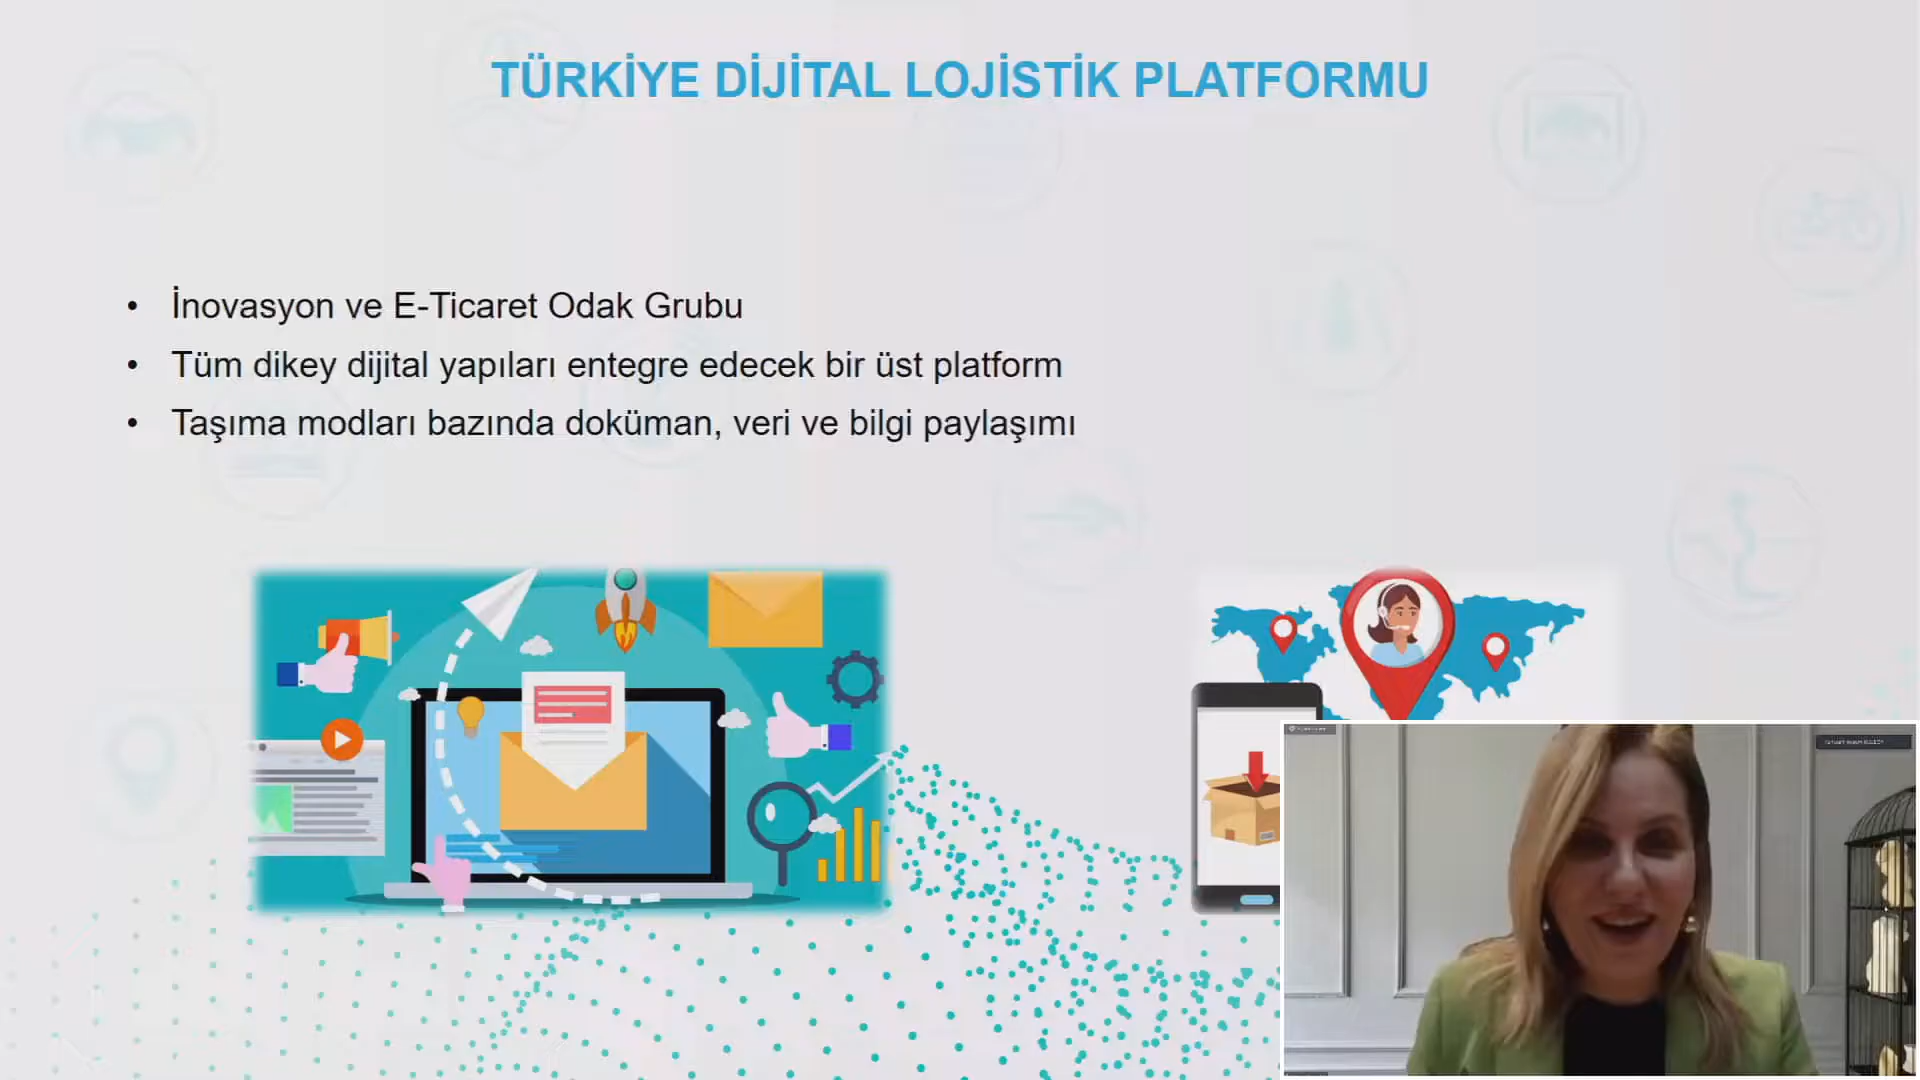 TÜRKİYE DİJİTAL LOJİSTİK PLATFORMU
• İnovasyon ve E-Ticaret Odak Grubu
• Tüm dikey dijital yapıları entegre edecek bir üst platform
• Taşıma modları bazında doküman, veri ve bilgi paylaşımı